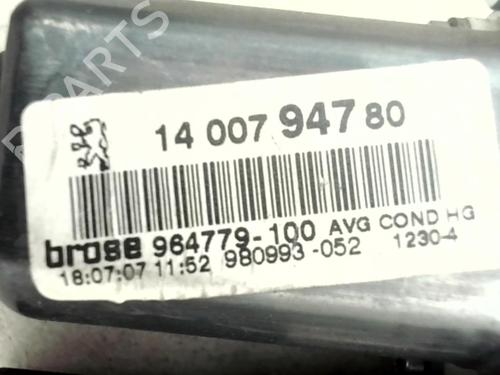 PARTS
14 007 947 80
brose 964779-100 AVG COND HG
18:07:07 11:52 980993-052 1230-4